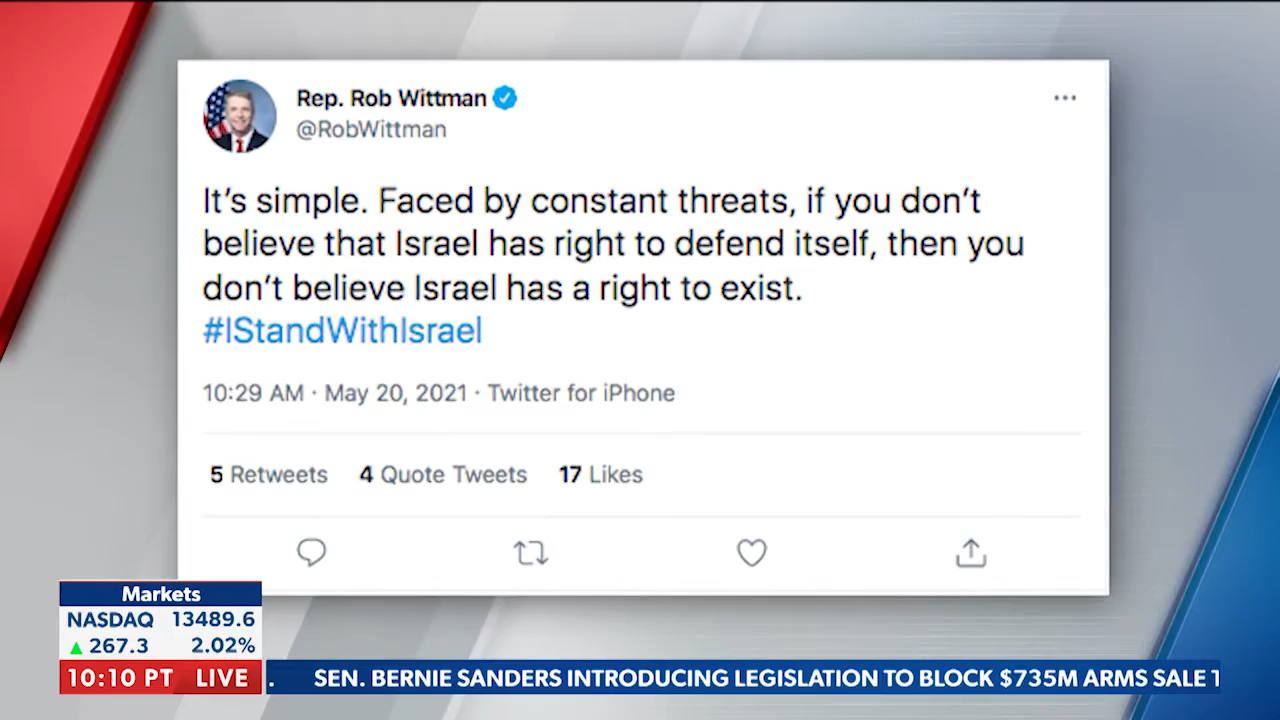 Rep. Rob Wittman
@RobWittman
It’s simple. Faced by constant threats, if you don’t
believe that Israel has right to defend itself, then you
don’t believe Israel has a right to exist.
#IStandWithIsrael
10:29 AM · May 20, 2021 · Twitter for iPhone
5 Retweets 4 Quote Tweets 17 Likes
Markets
NASDAQ 13489.6
▲ 267.3 2.02%
10:10 PT LIVE
. SEN. BERNIE SANDERS INTRODUCING LEGISLATION TO BLOCK $735M ARMS SALE